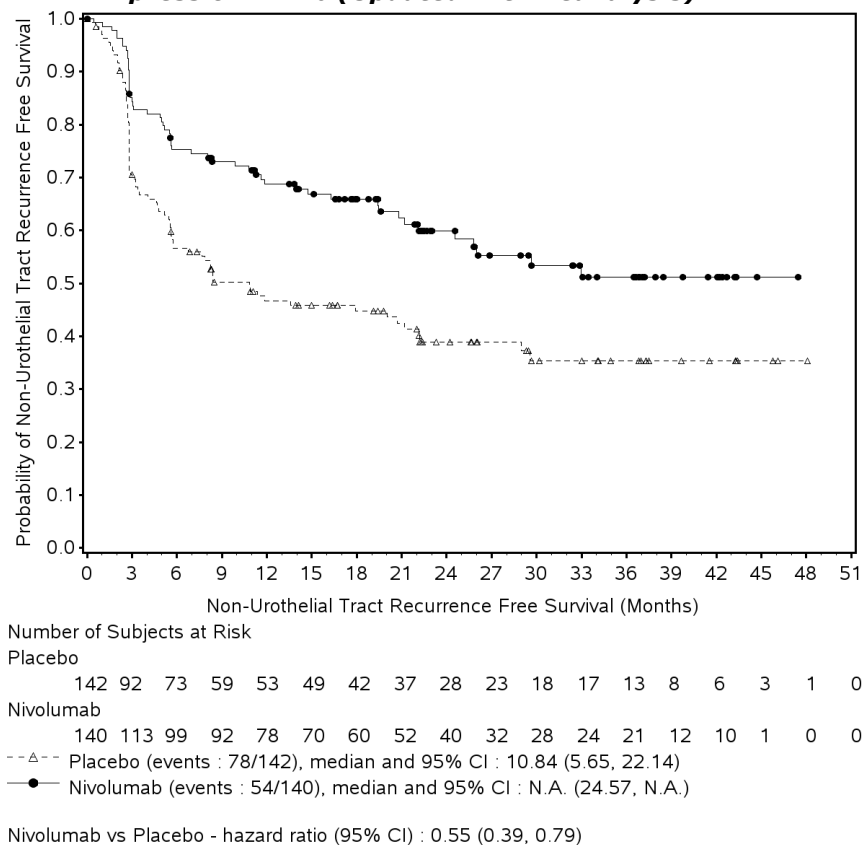 Probability of Non-Urothelial Tract Recurrence Free Survival
1.0
0.9
0.8
0.7
0.6
0.5
0.4
0.3
0.2
0.1
0.0
0 3 6 9 12 15 18 21 24 27 30 33 36 39 42 45 48 51
Non-Urothelial Tract Recurrence Free Survival (Months)
Number of Subjects at Risk
Placebo
142 92 73 59 53 49 42 37 28 23 18 17 13 8 6 3 1 0
Nivolumab
140 113 99 92 78 70 60 52 40 32 28 24 21 12 10 1 0 0
Placebo (events : 78/142), median and 95% CI : 10.84 (5.65, 22.14)
Nivolumab (events : 54/140), median and 95% CI : N.A. (24.57, N.A.)
Nivolumab vs Placebo - hazard ratio (95% CI) : 0.55 (0.39, 0.79)